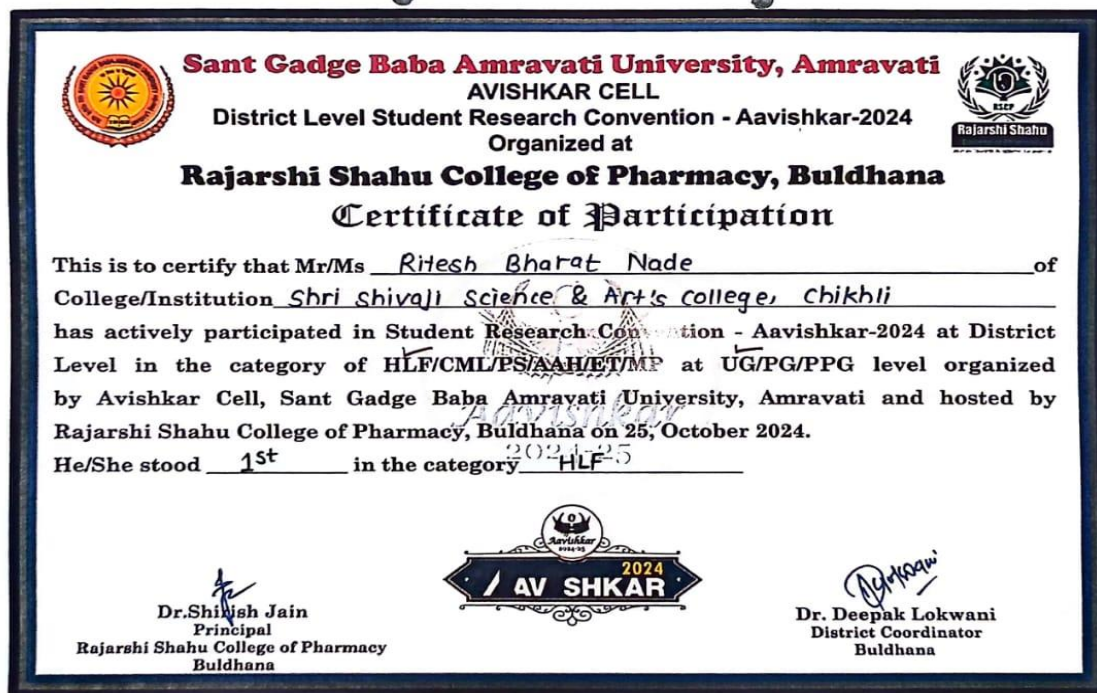 Sant Gadge Baba Amravati University, Amravati
AVISHKAR CELL
District Level Student Research Convention - Aavishkar-2024
Organized at
RSCP
Rajarshi Shahu
Rajarshi Shahu College of Pharmacy, Buldhana
Certificate of Participation
This is to certify that Mr/Ms Ritesh Bharat Nade of
College/Institution Shri Shivaji Science & Art's College, Chikhli
has actively participated in Student Research Con tion - Aavishkar-2024 at District
Level in the category of HLF/CML/PS/AAH/ET/MP at UG/PG/PPG level organized
by Avishkar Cell, Sant Gadge Baba Amravati University, Amravati and hosted by
Rajarshi Shahu College of Pharmacy, Buldhana on 25, October 2024.
He/She stood 1st in the category HLF
Aavishkar
2024-25
Aavishkar
2024-25
2024
AV SHKAR
Dr.Shirish Jain
Principal
Rajarshi Shahu College of Pharmacy
Buldhana
Dr. Deepak Lokwani
District Coordinator
Buldhana